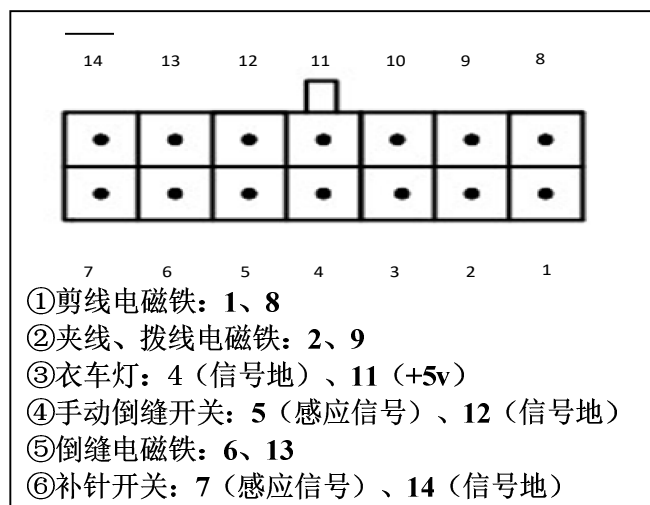 14 13 12 11 10 9 8
7 6 5 4 3 2 1
①剪线电磁铁：1、8
②夹线、拨线电磁铁：2、9
③衣车灯：4（信号地）、11（+5v）
④手动倒缝开关：5（感应信号）、12（信号地）
⑤倒缝电磁铁：6、13
⑥补针开关：7（感应信号）、14（信号地）